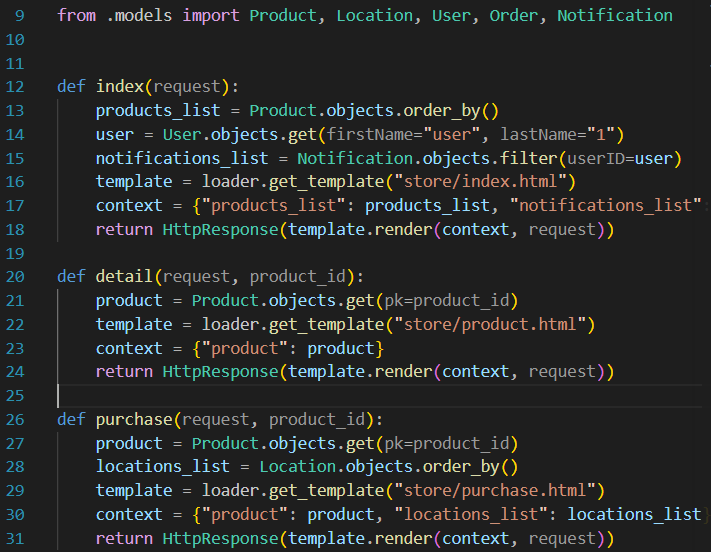 9 from .models import Product, Location, User, Order, Notification
10
11
12 def index(request):
13     products_list = Product.objects.order_by()
14     user = User.objects.get(firstName="user", lastName="1")
15     notifications_list = Notification.objects.filter(userID=user)
16     template = loader.get_template("store/index.html")
17     context = {"products_list": products_list, "notifications_list":
18     return HttpResponse(template.render(context, request))
19
20 def detail(request, product_id):
21     product = Product.objects.get(pk=product_id)
22     template = loader.get_template("store/product.html")
23     context = {"product": product}
24     return HttpResponse(template.render(context, request))
25
26 def purchase(request, product_id):
27     product = Product.objects.get(pk=product_id)
28     locations_list = Location.objects.order_by()
29     template = loader.get_template("store/purchase.html")
30     context = {"product": product, "locations_list": locations_list}
31     return HttpResponse(template.render(context, request))